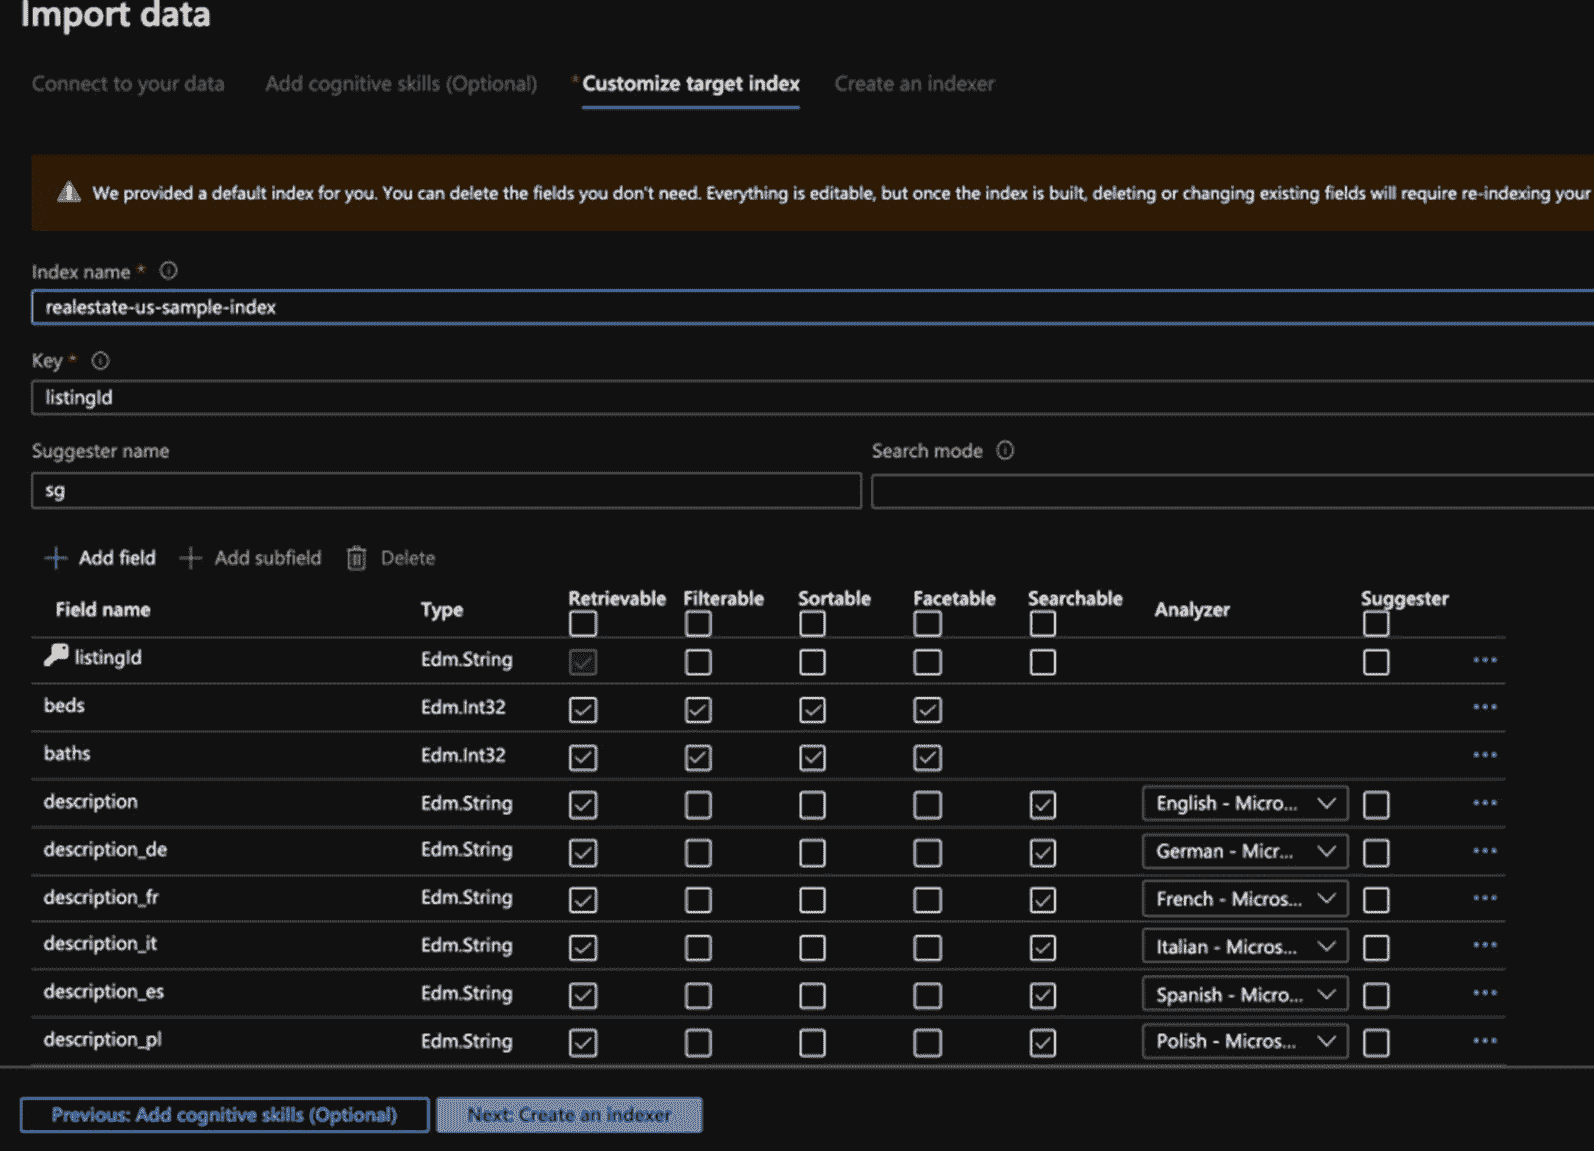 Import data
Connect to your data Add cognitive skills (Optional) * Customize target index Create an indexer
We provided a default index for you. You can delete the fields you don't need. Everything is editable, but once the index is built, deleting or changing existing fields will require re-indexing your
Index name *
realestate-us-sample-index
Key *
listingId
Suggester name Search mode
sg
Add field Add subfield Delete
Field name Type Retrievable Filterable Sortable Facetable Searchable Analyzer Suggester
listingId Edm.String
beds Edm.Int32
baths Edm.Int32
description Edm.String English - Micro...
description_de Edm.String German - Micr...
description_fr Edm.String French - Micros...
description_it Edm.String Italian - Micros...
description_es Edm.String Spanish - Micro...
description_pl Edm.String Polish - Micros...
Previous: Add cognitive skills (Optional) Next: Create an indexer